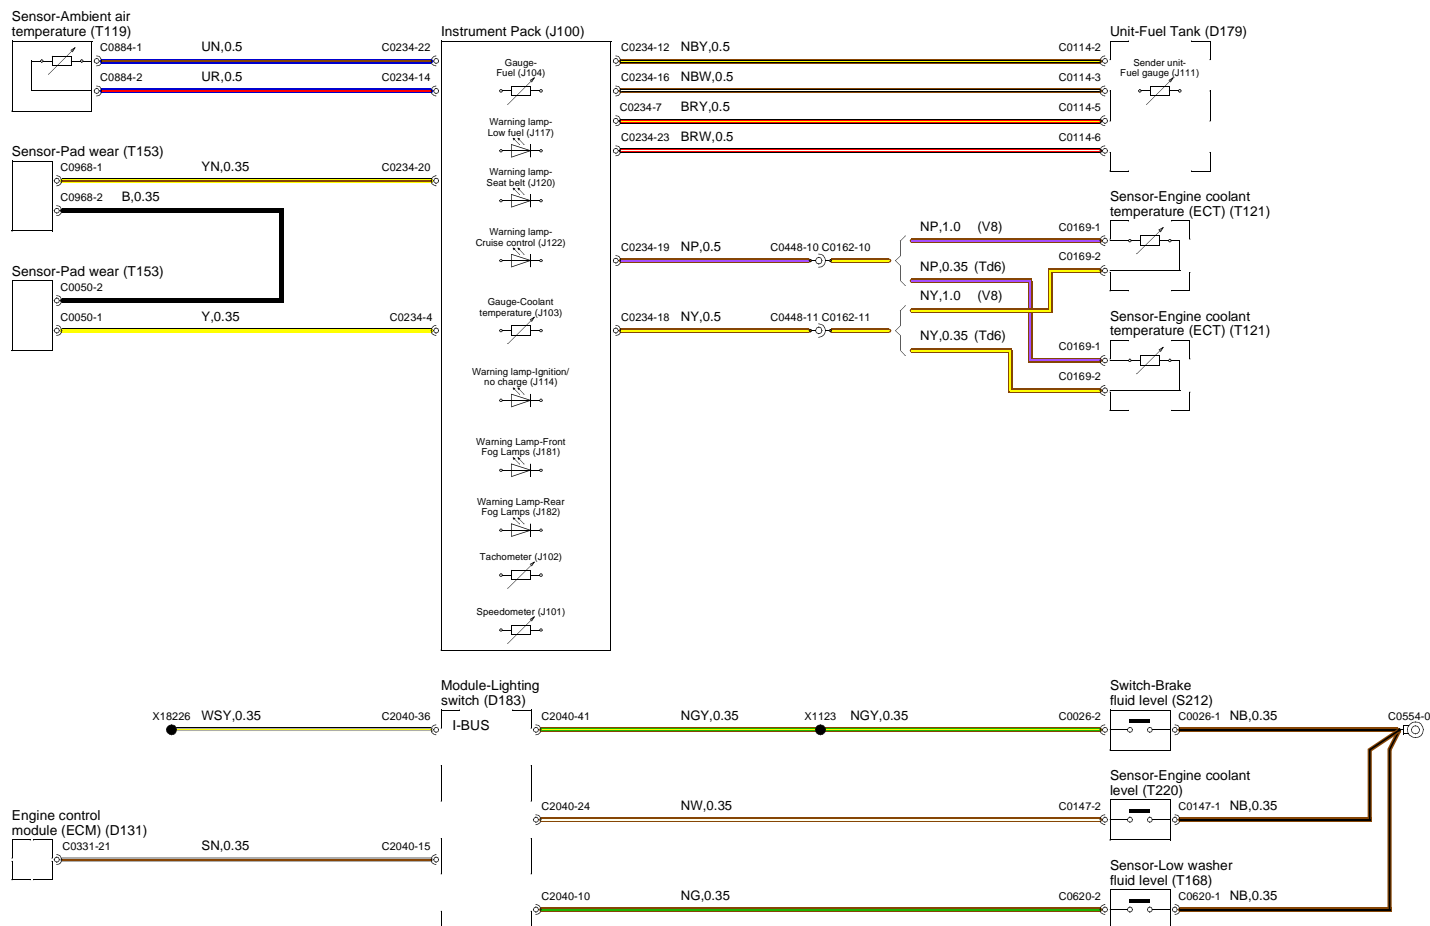 Sensor-Ambient air
temperature (T119)
C0884-1 UN,0.5 C0234-22
C0884-2 UR,0.5 C0234-14
Sensor-Pad wear (T153)
C0968-1 YN,0.35 C0234-20
C0968-2 B,0.35
Sensor-Pad wear (T153)
C0050-2
C0050-1 Y,0.35 C0234-4
Instrument Pack (J100)
Gauge-
Fuel (J104)
Warning lamp-
Low fuel (J117)
Warning lamp-
Seat belt (J120)
Warning lamp-
Cruise control (J122)
Gauge-Coolant
temperature (J103)
Warning lamp-Ignition/
no charge (J114)
Warning Lamp-Front
Fog Lamps (J181)
Warning Lamp-Rear
Fog Lamps (J182)
Tachometer (J102)
Speedometer (J101)
Unit-Fuel Tank (D179)
C0234-12 NBY,0.5 C0114-2
Sender unit-
Fuel gauge (J111)
C0234-16 NBW,0.5 C0114-3
C0234-7 BRY,0.5 C0114-5
C0234-23 BRW,0.5 C0114-6
Sensor-Engine coolant
temperature (ECT) (T121)
NP,1.0 (V8) C0169-1
C0234-19 NP,0.5 C0448-10 C0162-10
C0169-2
NP,0.35 (Td6)
NY,1.0 (V8)
Sensor-Engine coolant
temperature (ECT) (T121)
C0234-18 NY,0.5 C0448-11 C0162-11
NY,0.35 (Td6)
C0169-1
C0169-2
Module-Lighting
switch (D183)
X18226 WSY,0.35 C2040-36
I-BUS
C2040-41 NGY,0.35 X1123 NGY,0.35 C0026-2
Switch-Brake
fluid level (S212)
C0026-1 NB,0.35 C0554-0
Sensor-Engine coolant
level (T220)
C2040-24 NW,0.35 C0147-2
C0147-1 NB,0.35
Engine control
module (ECM) (D131)
C0331-21 SN,0.35 C2040-15
Sensor-Low washer
fluid level (T168)
C2040-10 NG,0.35 C0620-2
C0620-1 NB,0.35